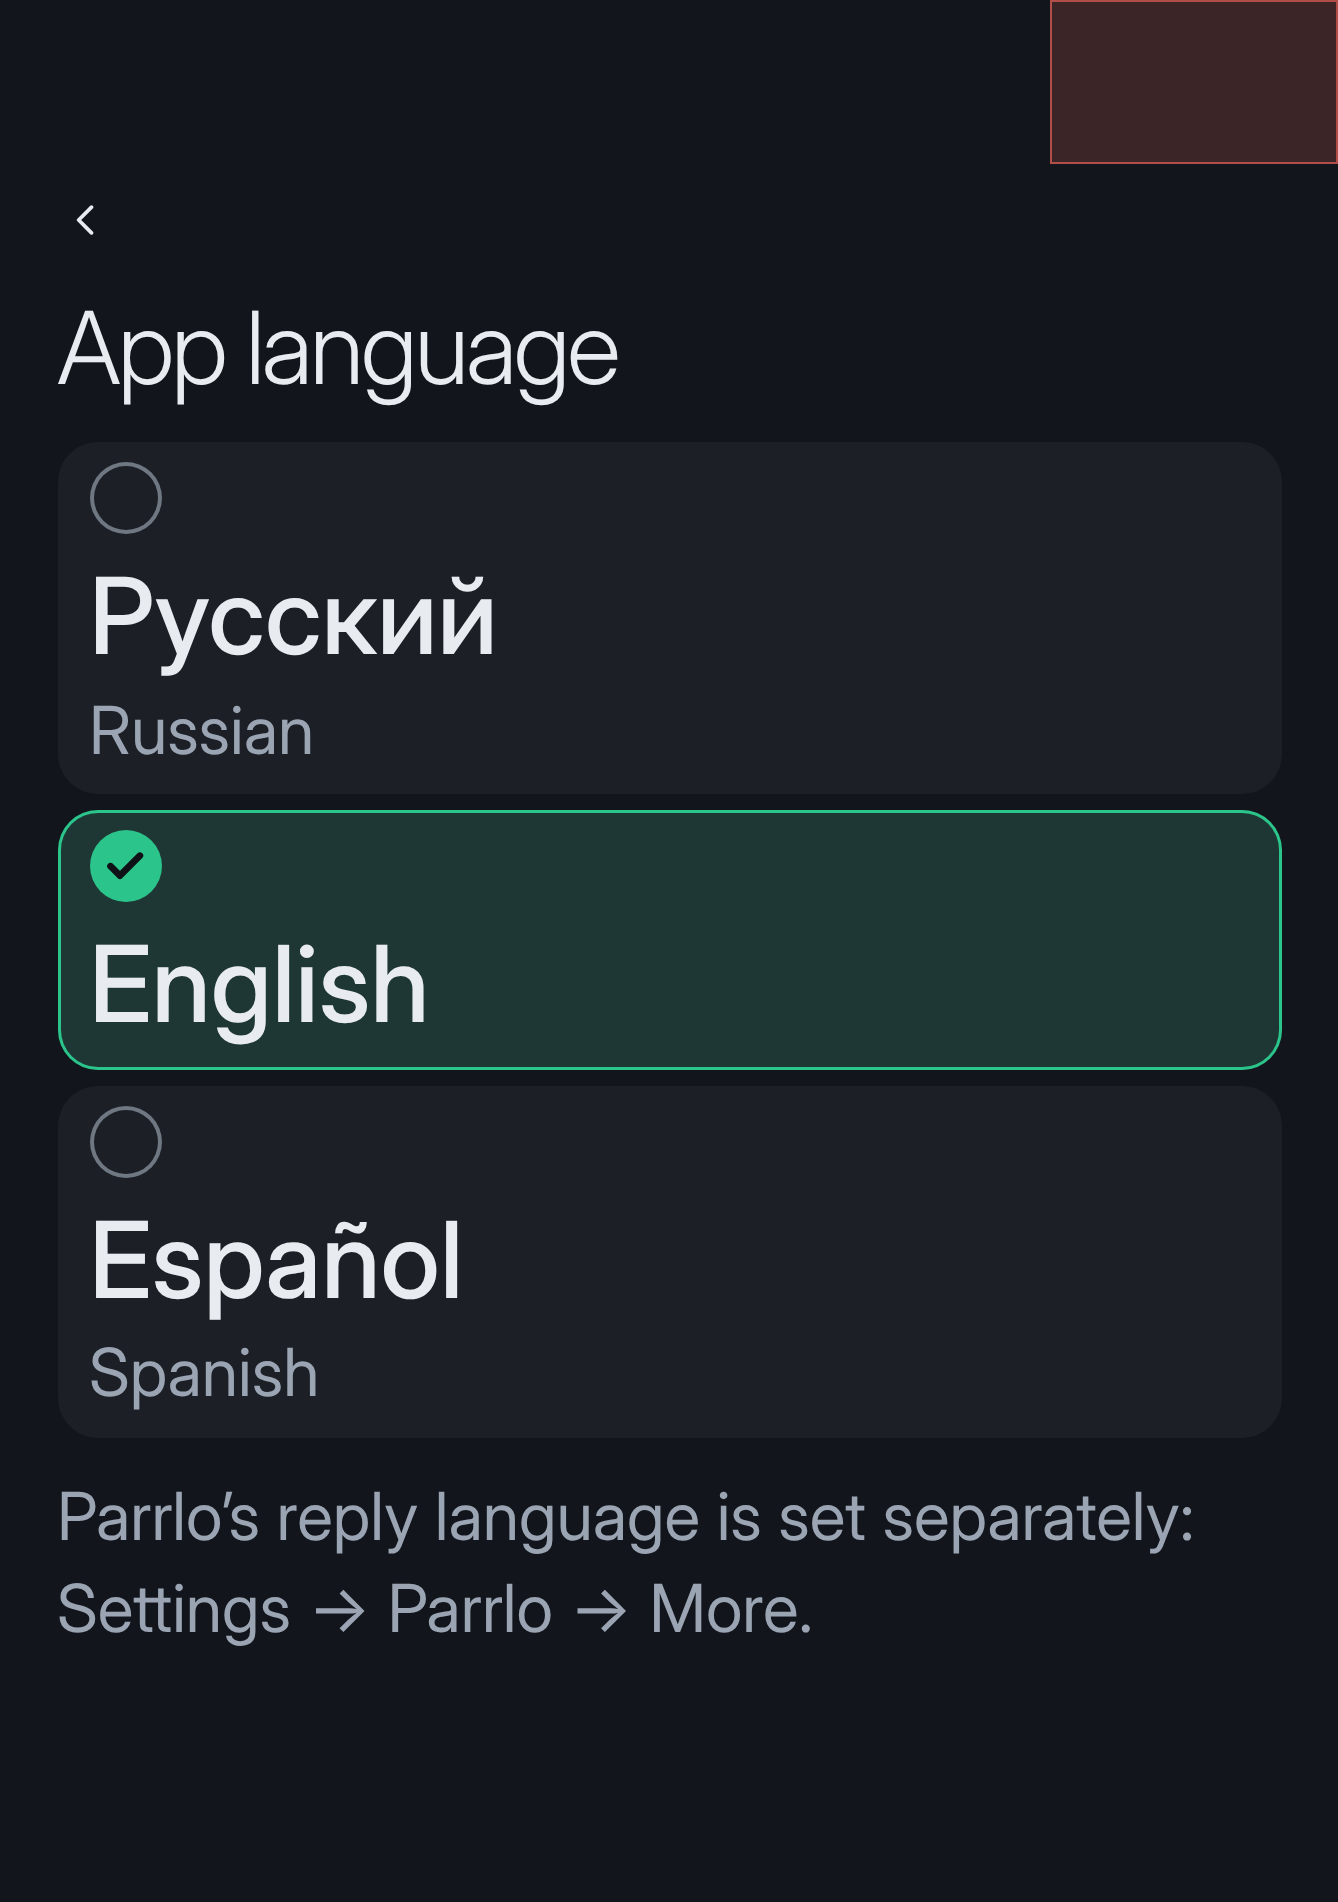 App language
Русский
Russian
English
Español
Spanish
Parrlo’s reply language is set separately:
Settings → Parrlo → More.